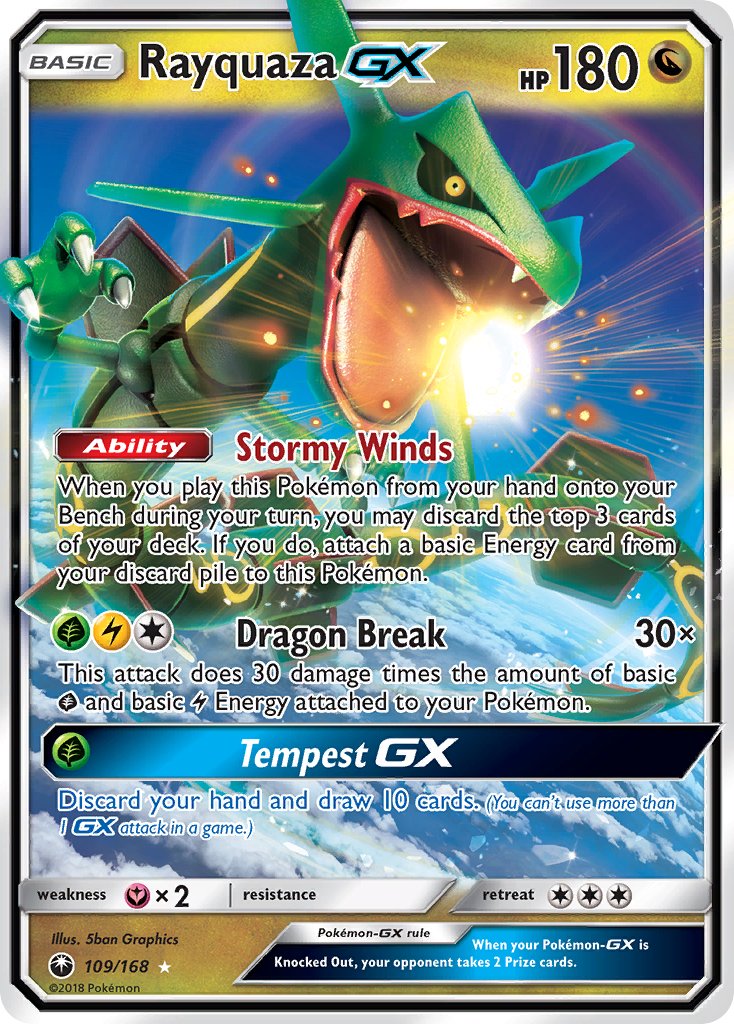 BASIC Rayquaza GX HP 180
Ability Stormy Winds
When you play this Pokémon from your hand onto your
Bench during your turn, you may discard the top 3 cards
of your deck. If you do, attach a basic Energy card from
your discard pile to this Pokémon.
Dragon Break 30×
This attack does 30 damage times the amount of basic
and basic Energy attached to your Pokémon.
Tempest GX
Discard your hand and draw 10 cards. (You can't use more than
1 GX attack in a game.)
weakness ×2 resistance retreat
Illus. 5ban Graphics
109/168
©2018 Pokémon
Pokémon-GX rule
When your Pokémon-GX is
Knocked Out, your opponent takes 2 Prize cards.